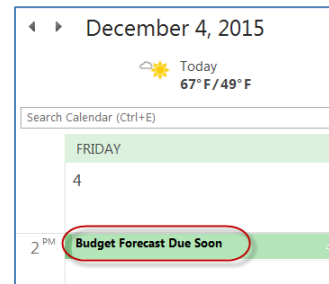 December 4, 2015
Today
67°F/49°F
Search Calendar (Ctrl+E)
FRIDAY
4
2 PM
Budget Forecast Due Soon